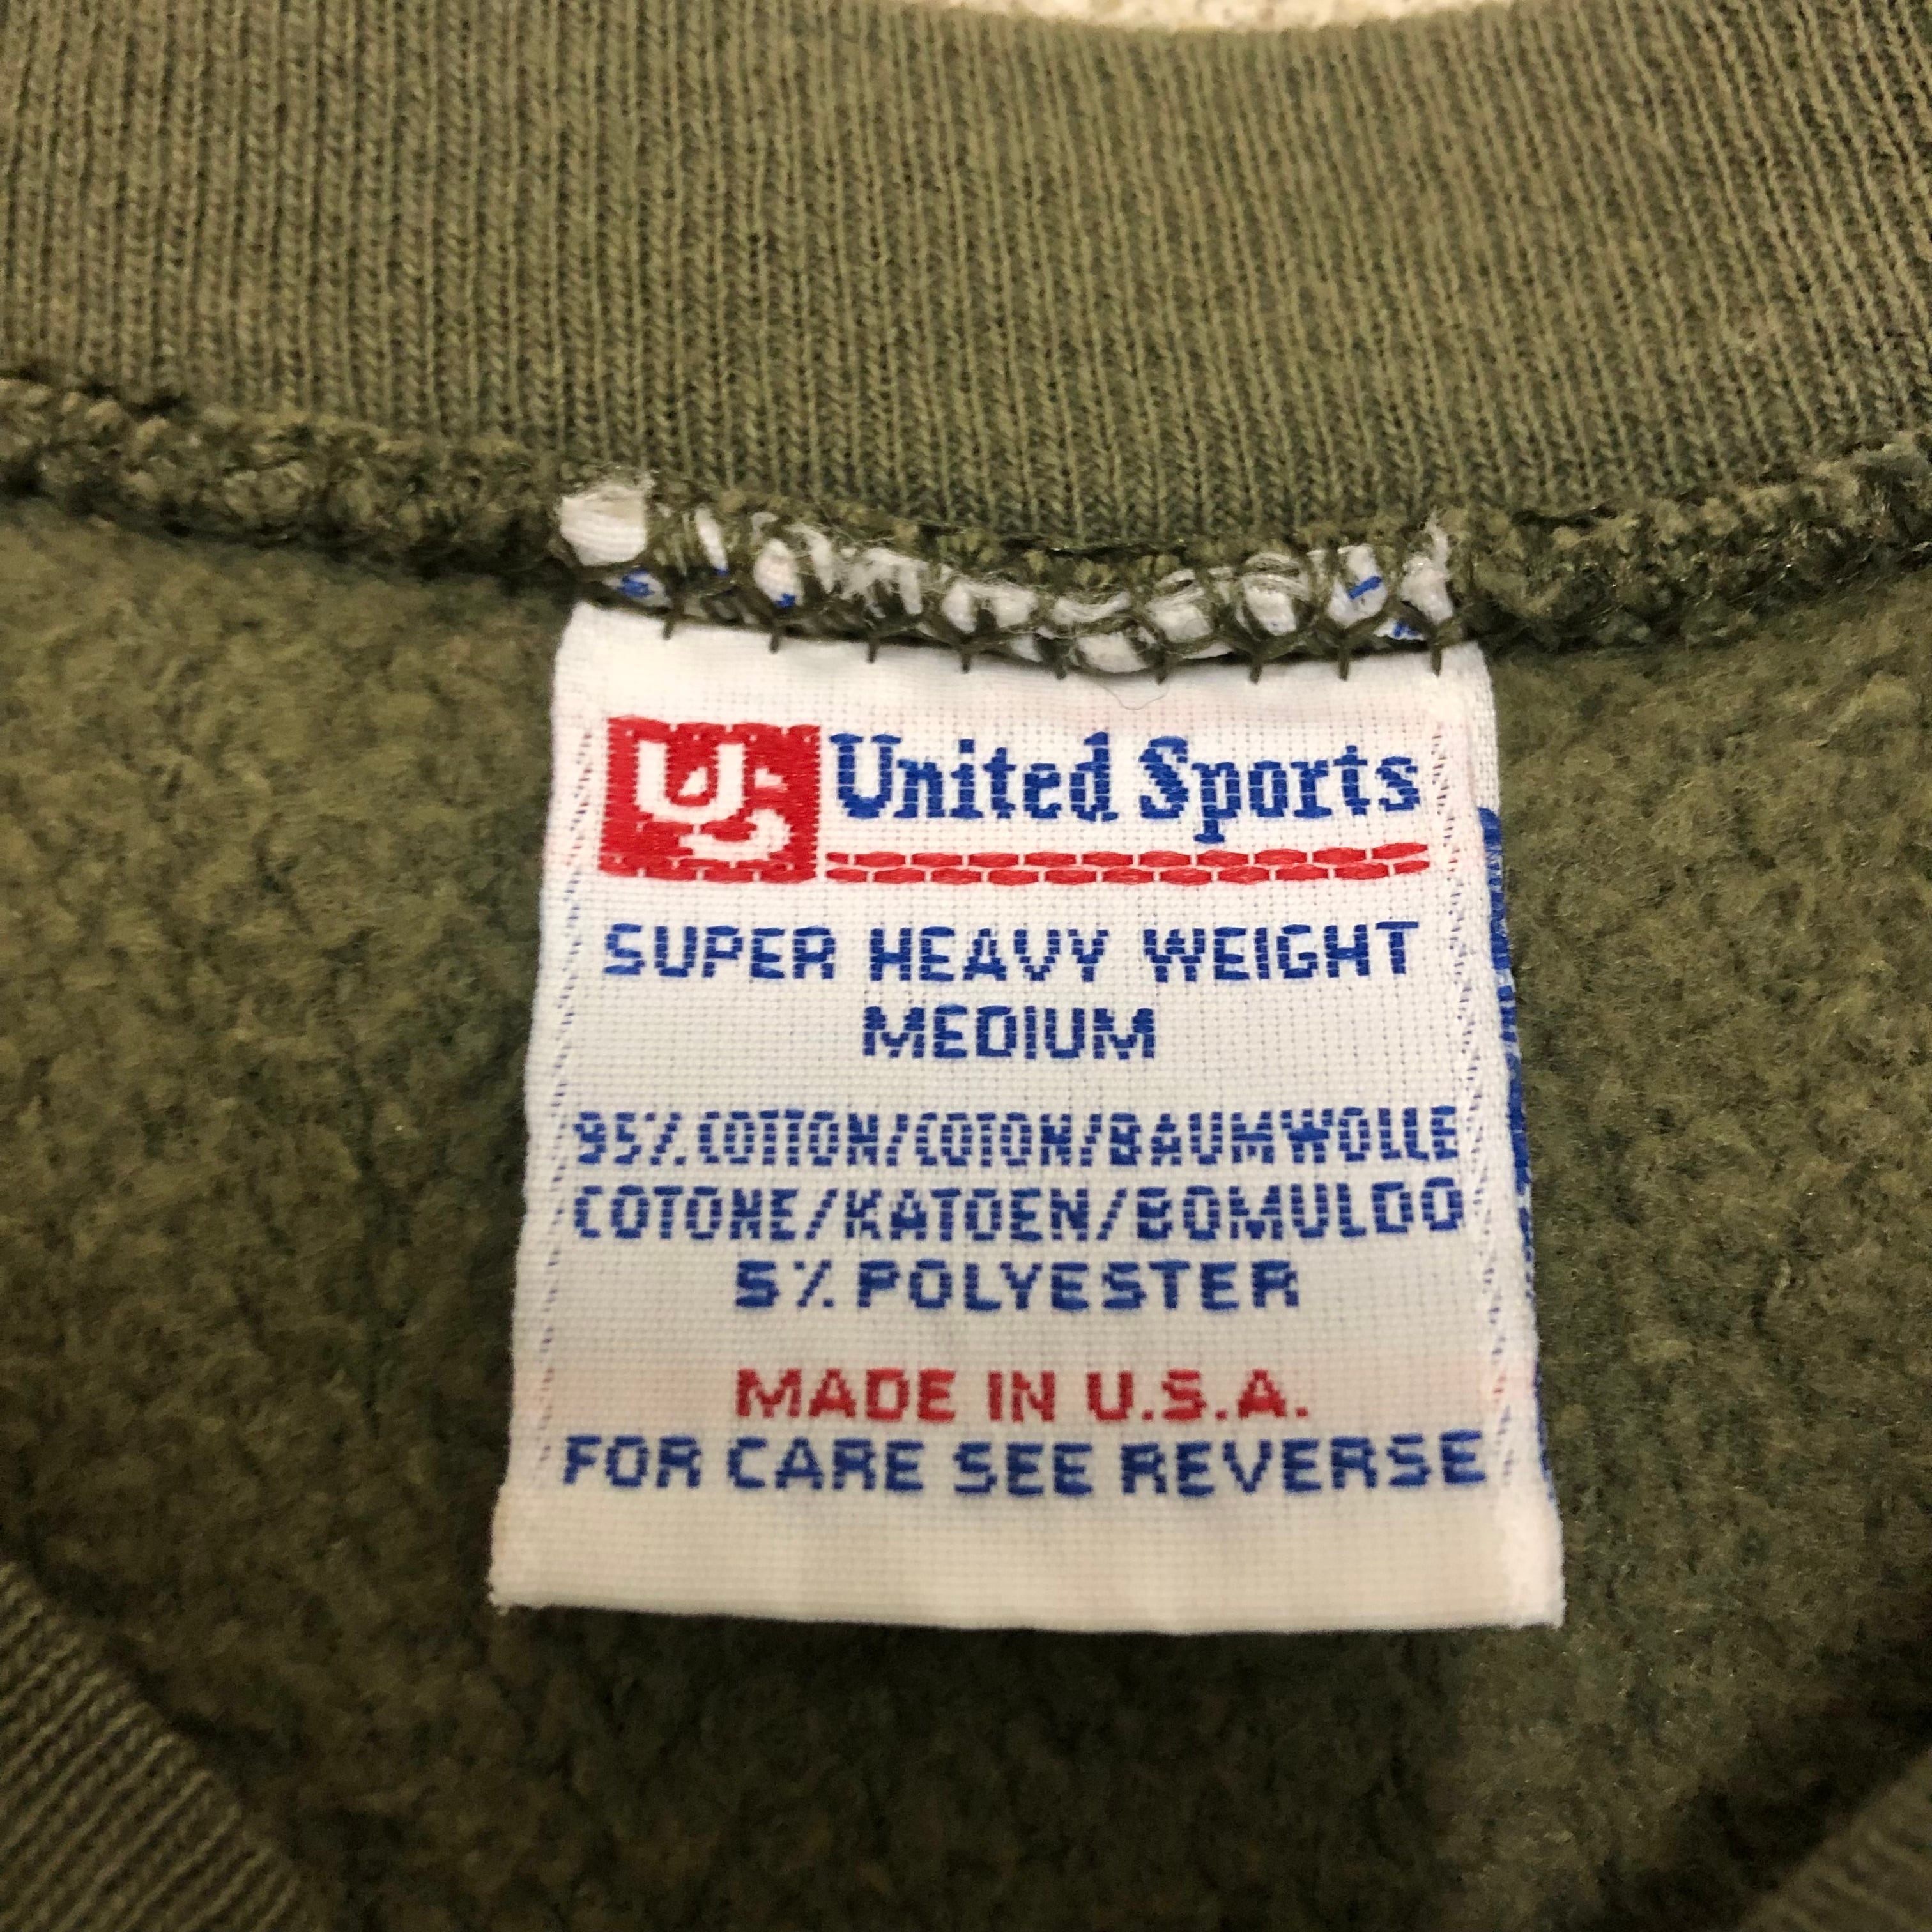 US United Sports
SUPER HEAVY WEIGHT
MEDIUM
95% COTTON/COTON/BAUMWOLLE
COTONE/KATOEN/BOMULDO
5% POLYESTER
MADE IN U.S.A.
FOR CARE SEE REVERSE